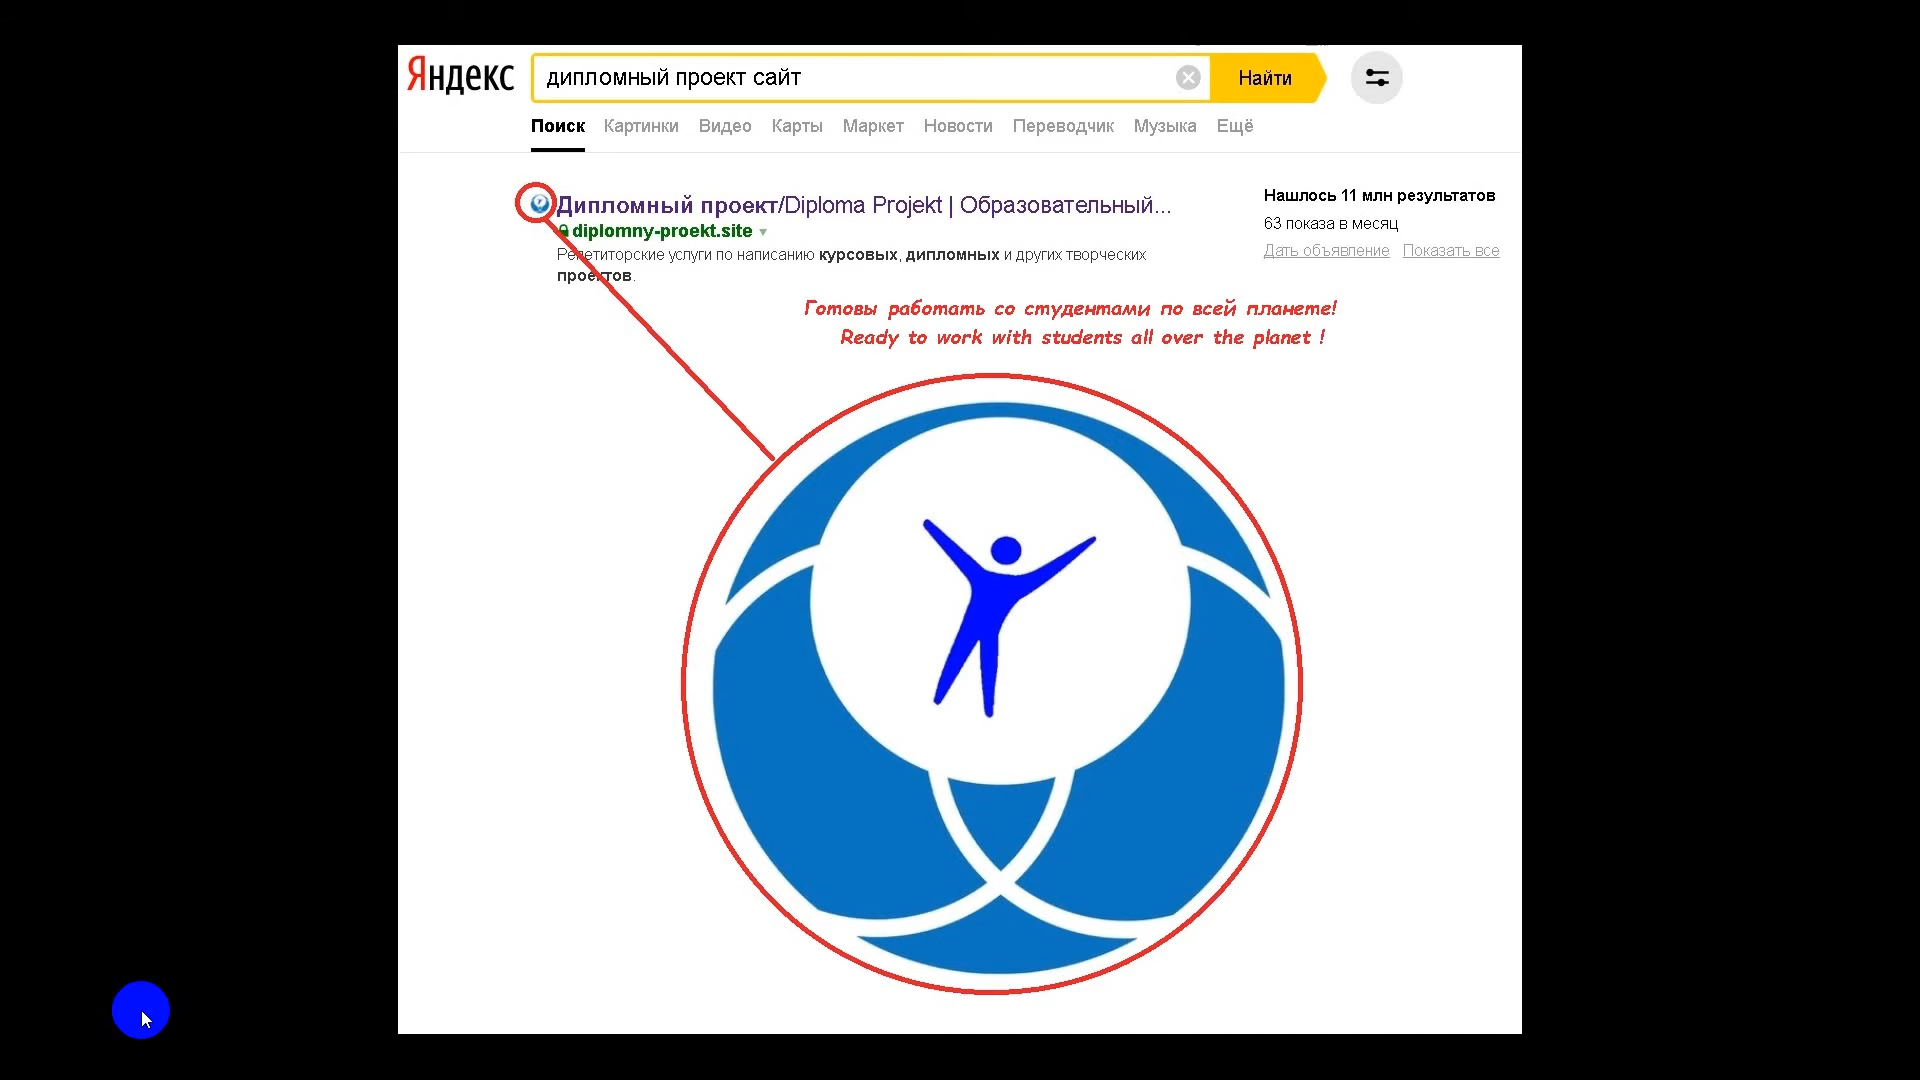 Яндекс
дипломный проект сайт
Найти
Поиск Картинки Видео Карты Маркет Новости Переводчик Музыка Ещё
Дипломный проект/Diploma Projekt | Образовательный...
diplomny-proekt.site
Репетиторские услуги по написанию курсовых, дипломных и других творческих
проектов.
Нашлось 11 млн результатов
63 показа в месяц
Дать объявление Показать все
Готовы работать со студентами по всей планете!
Ready to work with students all over the planet !